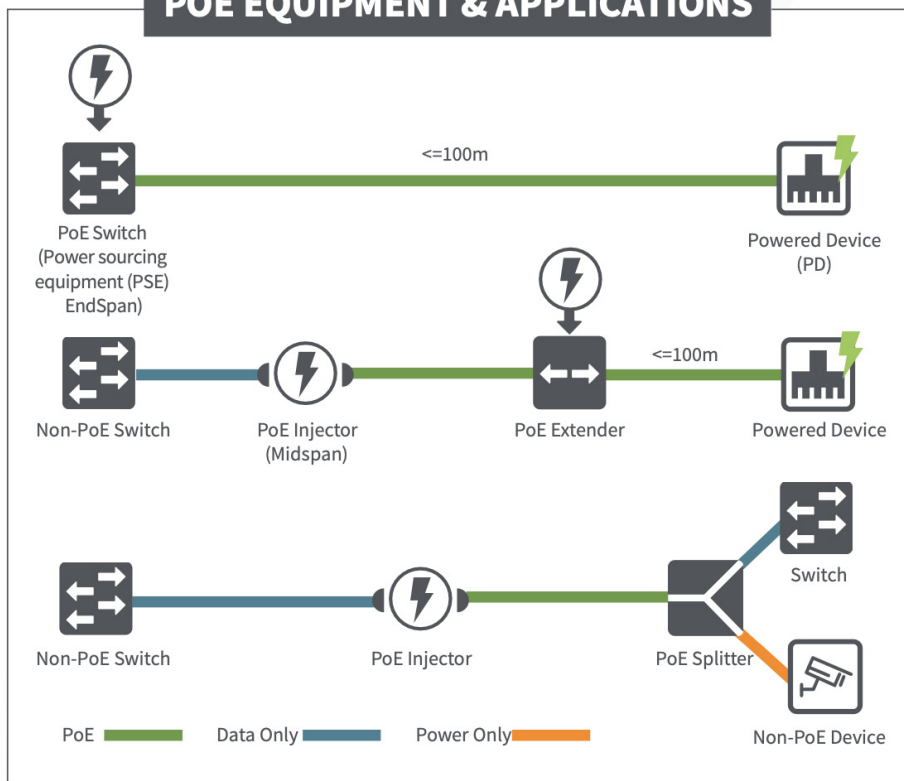 POE EQUIPMENT & APPLICATIONS
<=100m
PoE Switch
(Power sourcing
equipment (PSE)
EndSpan)
Powered Device
(PD)
<=100m
Non-PoE Switch
PoE Injector
(Midspan)
PoE Extender
Powered Device
Switch
Non-PoE Switch
PoE Injector
PoE Splitter
PoE
Data Only
Power Only
Non-PoE Device